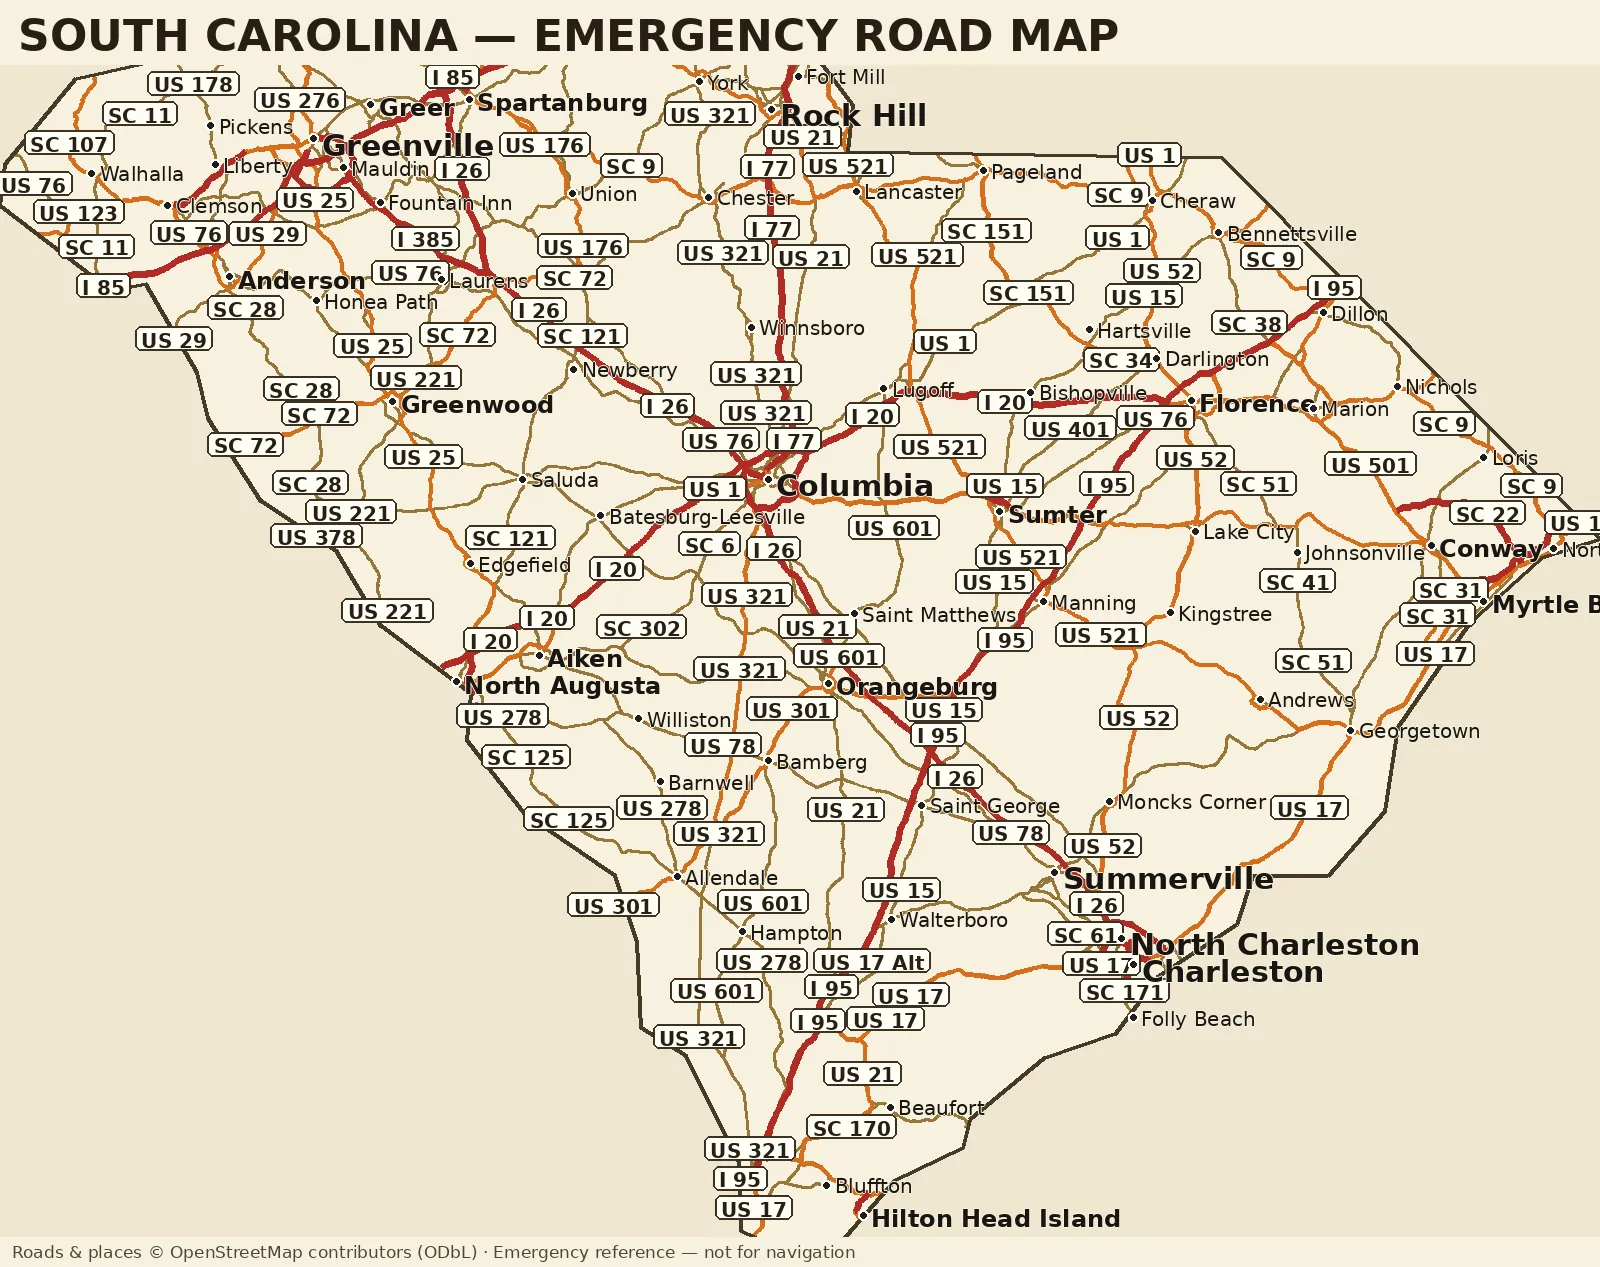 SOUTH CAROLINA — EMERGENCY ROAD MAP
I 85
York
Fort Mill
US 178
US 276
Greer
Spartanburg
SC 11
US 321
Rock Hill
Pickens
US 21
SC 107
Greenville
US 176
US 1
Walhalla
Liberty
Mauldin
I 26
SC 9
I 77
US 521
Pageland
US 76
Union
Chester
Lancaster
SC 9
Cheraw
US 123
Clemson
US 25
Fountain Inn
US 76
US 29
I 385
I 77
SC 151
US 1
Bennettsville
SC 11
US 176
US 321
US 21
US 521
SC 9
I 85
Anderson
US 76
Laurens
SC 72
US 52
I 95
SC 28
Honea Path
I 26
SC 151
US 15
Dillon
US 29
US 25
SC 72
SC 121
Winnsboro
US 1
Hartsville
SC 38
SC 34
Darlington
SC 28
US 221
Newberry
US 321
Lugoff
Bishopville
Nichols
SC 72
Greenwood
I 26
US 321
I 20
I 20
Florence
Marion
SC 72
US 76
I 77
US 521
US 401
US 76
SC 9
US 25
US 52
US 501
Loris
SC 28
Saluda
US 1
Columbia
US 15
I 95
SC 51
SC 9
US 221
Batesburg-Leesville
US 601
Sumter
SC 22
US 1
US 378
SC 121
SC 6
I 26
Lake City
Johnsonville
Conway
Nort
Edgefield
I 20
US 521
US 15
SC 41
SC 31
US 221
US 321
Manning
Kingstree
Myrtle B
I 20
SC 302
US 21
Saint Matthews
SC 31
I 20
Aiken
US 321
US 601
I 95
US 521
SC 51
US 17
North Augusta
Orangeburg
US 278
Williston
US 301
US 15
US 52
Andrews
SC 125
US 78
I 95
Georgetown
Barnwell
Bamberg
I 26
SC 125
US 278
US 21
Saint George
Moncks Corner
US 17
US 321
US 78
US 52
Allendale
Summerville
US 301
US 601
US 15
I 26
Hampton
Walterboro
SC 61
North Charleston
US 278
US 17 Alt
US 17
Charleston
US 601
I 95
US 17
SC 171
US 321
I 95
US 17
Folly Beach
US 21
Beaufort
SC 170
US 321
I 95
Bluffton
US 17
Hilton Head Island
Roads & places © OpenStreetMap contributors (ODbL) · Emergency reference — not for navigation